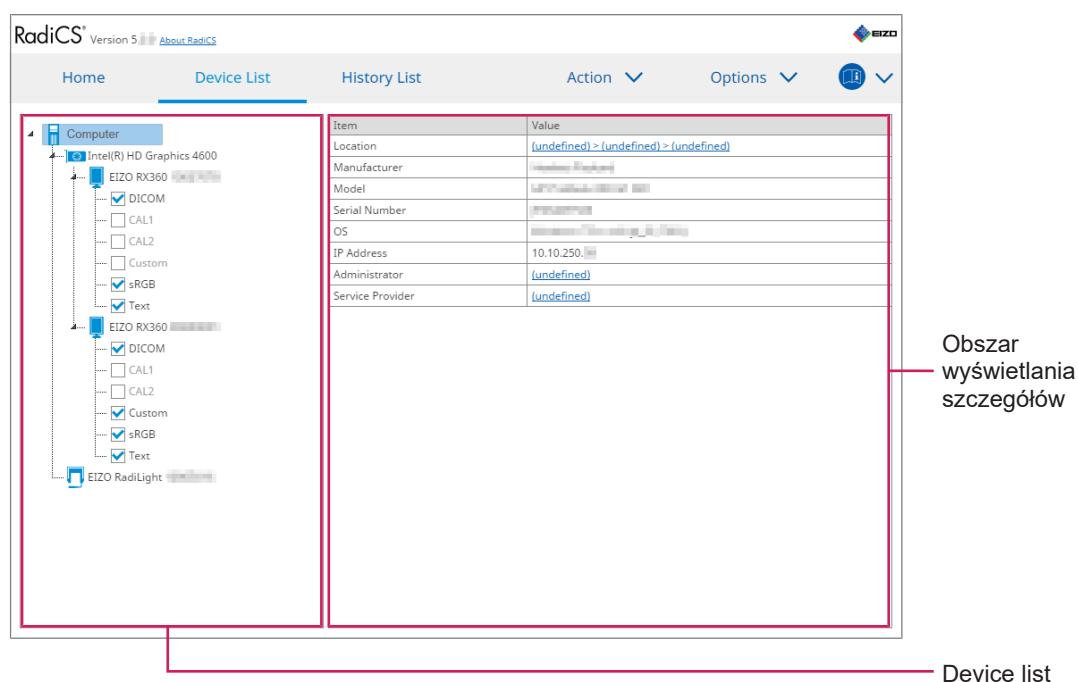 RadiCS® Version 5. About RadiCS
EIZO
Home Device List History List Action Options
Computer
Intel(R) HD Graphics 4600
EIZO RX360
DICOM
CAL1
CAL2
Custom
sRGB
Text
EIZO RX360
DICOM
CAL1
CAL2
Custom
sRGB
Text
EIZO RadiLight
Item Value
Location (undefined) > (undefined) > (undefined)
Manufacturer
Model
Serial Number
OS
IP Address 10.10.250.
Administrator (undefined)
Service Provider (undefined)
Obszar
wyświetlania
szczegółów
Device list